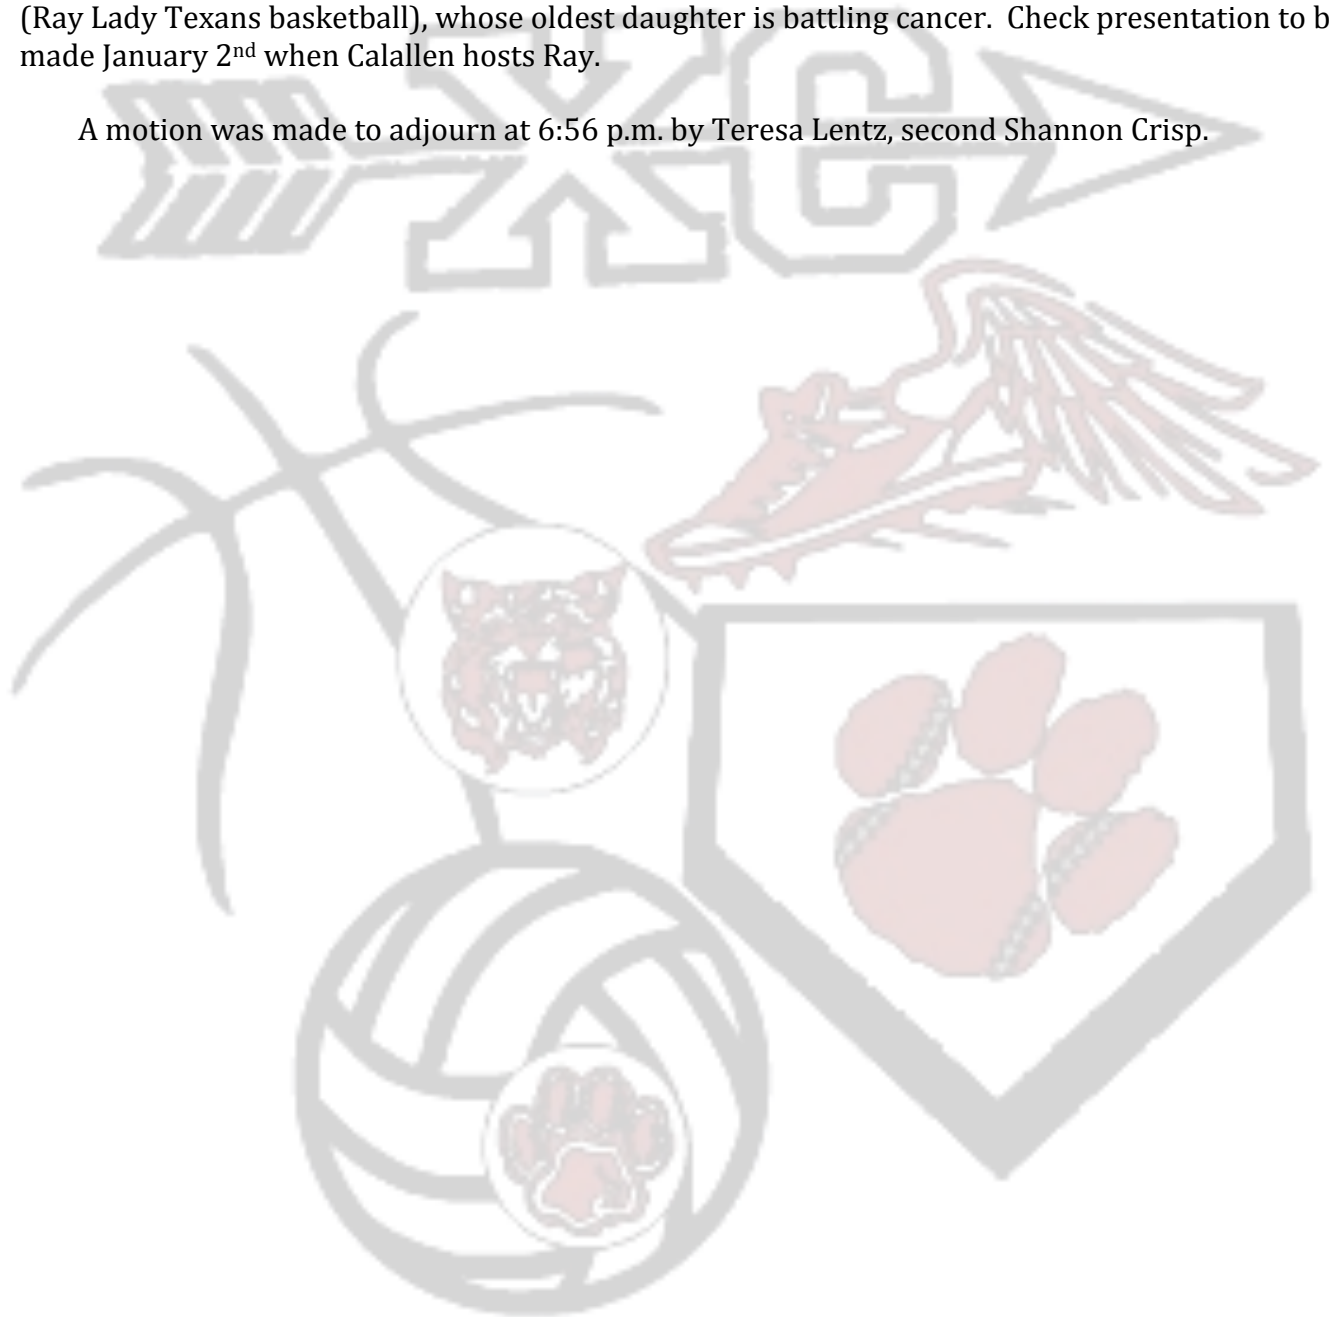 (Ray Lady Texans basketball), whose oldest daughter is battling cancer.  Check presentation to b
made January 2nd when Calallen hosts Ray.
A motion was made to adjourn at 6:56 p.m. by Teresa Lentz, second Shannon Crisp.
XC